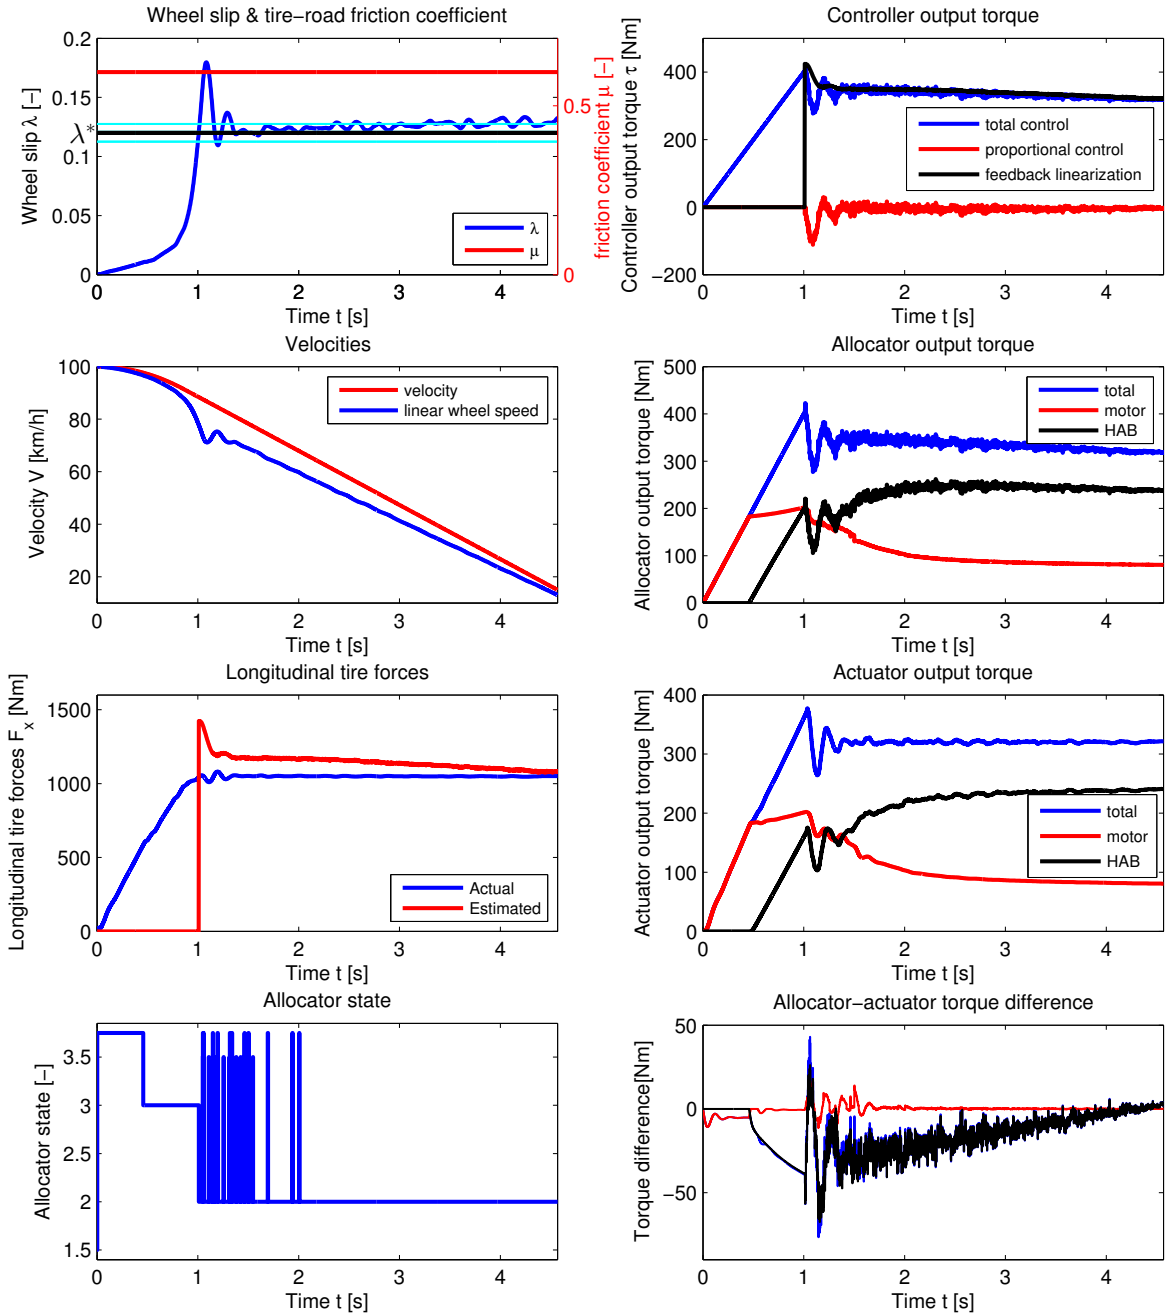 Wheel slip & tire−road friction coefficient
Wheel slip λ [−]
0.2
0.15
λ*
0.1
0.05
0
0 1 2 3 4
Time t [s]
0.5
0
friction coefficient μ [−]
λ
μ
Controller output torque
Controller output torque τ [Nm]
400
200
0
−200
0 1 2 3 4
Time t [s]
total control
proportional control
feedback linearization
Velocities
Velocity V [km/h]
100
80
60
40
20
0 1 2 3 4
Time t [s]
velocity
linear wheel speed
Allocator output torque
Allocator output torque [Nm]
500
400
300
200
100
0
0 1 2 3 4
Time t [s]
total
motor
HAB
Longitudinal tire forces
Longitudinal tire forces F_x [Nm]
1500
1000
500
0
0 1 2 3 4
Time t [s]
Actual
Estimated
Actuator output torque
Actuator output torque [Nm]
400
300
200
100
0
0 1 2 3 4
Time t [s]
total
motor
HAB
Allocator state
Allocator state [−]
3.5
3
2.5
2
1.5
0 1 2 3 4
Time t [s]
Allocator−actuator torque difference
Torque difference[Nm]
50
0
−50
0 1 2 3 4
Time t [s]